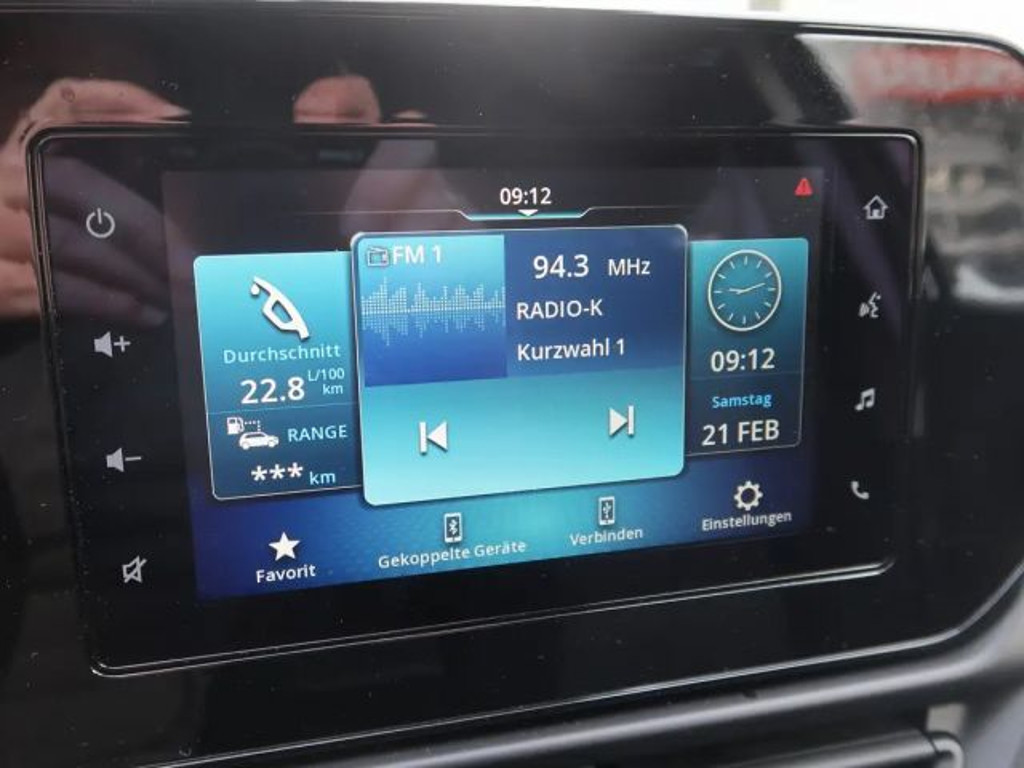 09:12
FM 1
94.3 MHz
RADIO-K
Kurzwahl 1
Durchschnitt
22.8 L/100 km
RANGE
*** km
09:12
Samstag
21 FEB
Favorit
Gekoppelte Geräte
Verbinden
Einstellungen